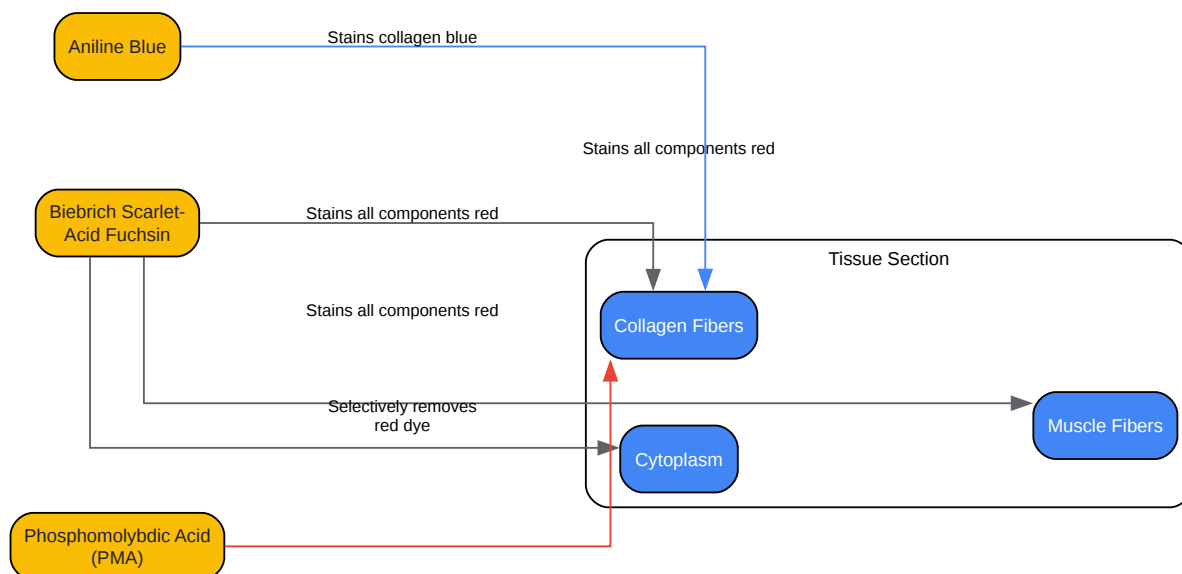 Aniline Blue
Stains collagen blue
Stains all components red
Biebrich Scarlet-
Acid Fuchsin
Stains all components red
Tissue Section
Stains all components red
Collagen Fibers
Selectively removes
red dye
Muscle Fibers
Cytoplasm
Phosphomolybdic Acid
(PMA)